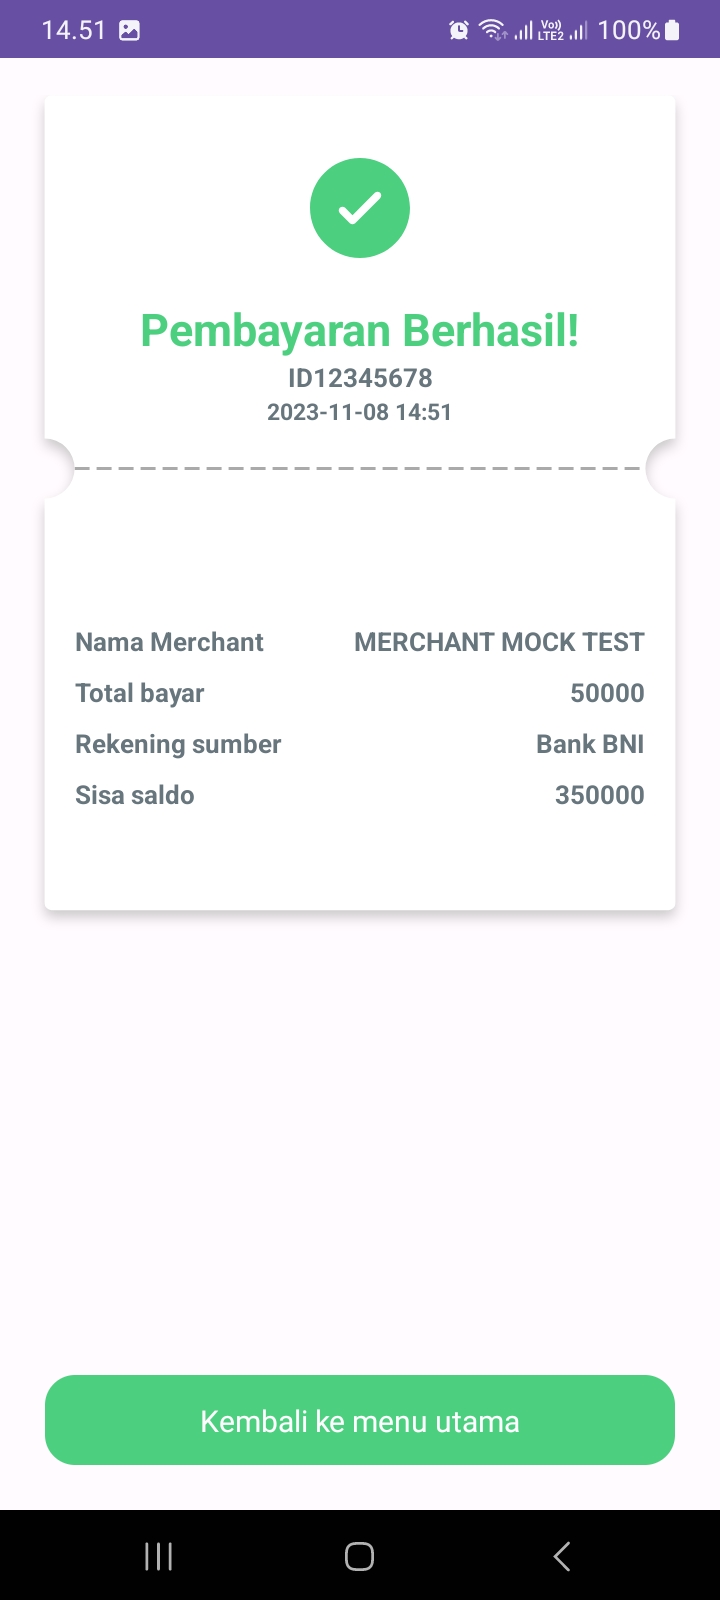 14.51
Vo))
LTE2
100%
Pembayaran Berhasil!
ID12345678
2023-11-08 14:51
Nama Merchant MERCHANT MOCK TEST
Total bayar 50000
Rekening sumber Bank BNI
Sisa saldo 350000
Kembali ke menu utama